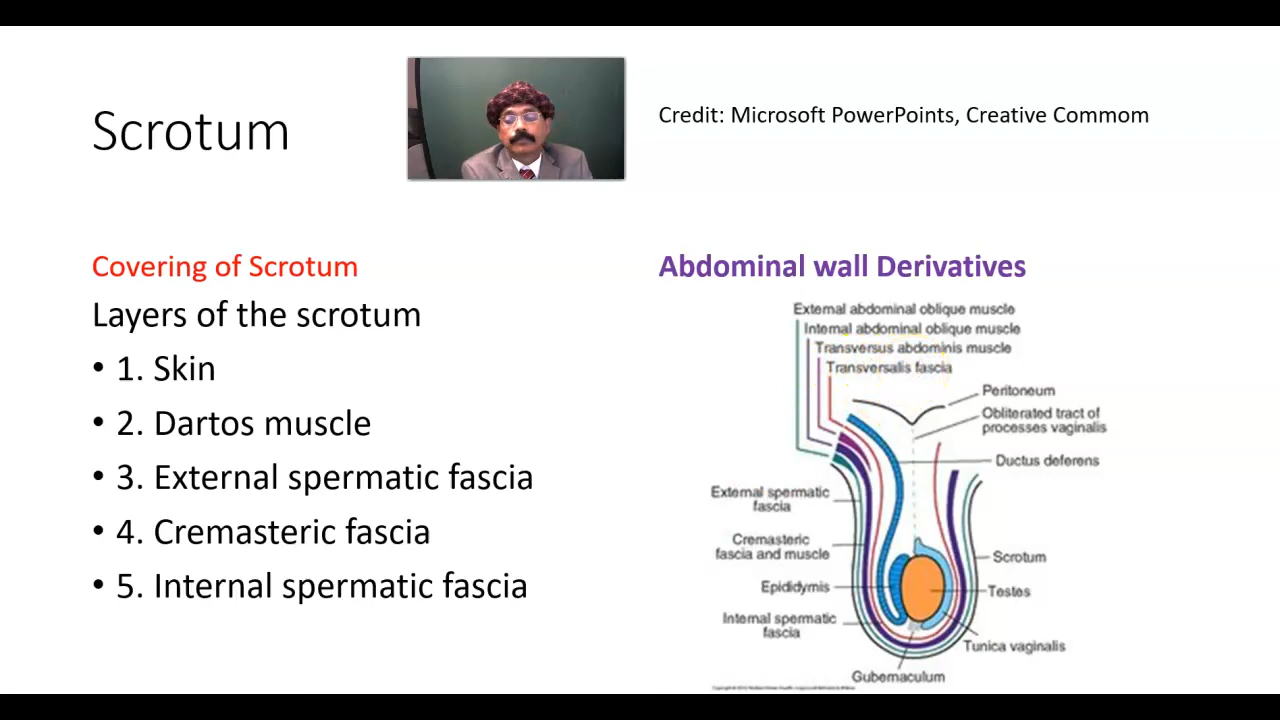 Scrotum
Credit: Microsoft PowerPoints, Creative Commom
Covering of Scrotum
Layers of the scrotum
• 1. Skin
• 2. Dartos muscle
• 3. External spermatic fascia
• 4. Cremasteric fascia
• 5. Internal spermatic fascia
Abdominal wall Derivatives
External abdominal oblique muscle
Internal abdominal oblique muscle
Transversus abdominis muscle
Transversalis fascia
Peritoneum
Obliterated tract of
processes vaginalis
Ductus deferens
External spermatic
fascia
Cremasteric
fascia and muscle
Epididymis
Internal spermatic
fascia
Scrotum
Testes
Tunica vaginalis
Gubernaculum